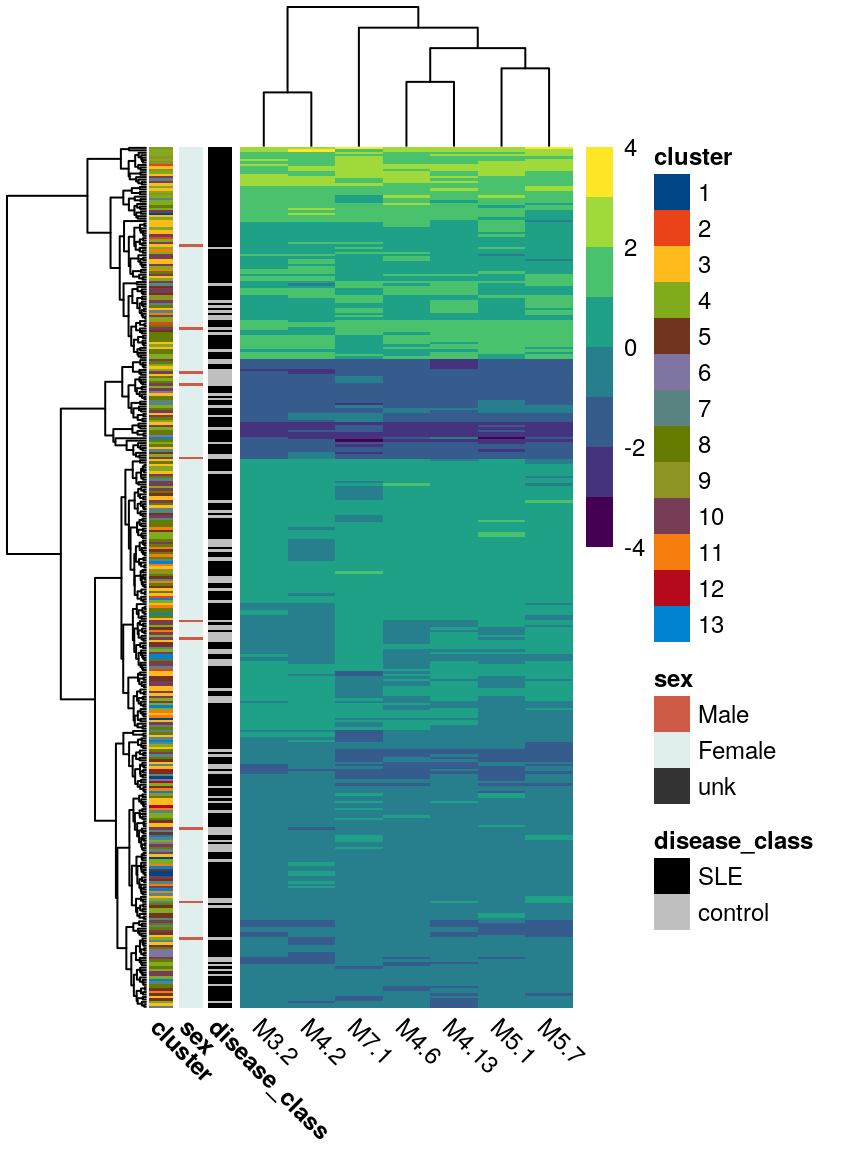 4
2
0
-2
-4
cluster
1
2
3
4
5
6
7
8
9
10
11
12
13
sex
Male
Female
unk
disease_class
SLE
control
cluster
sex
disease_class
M3.2
M4.2
M7.1
M4.6
M4.13
M5.1
M5.7